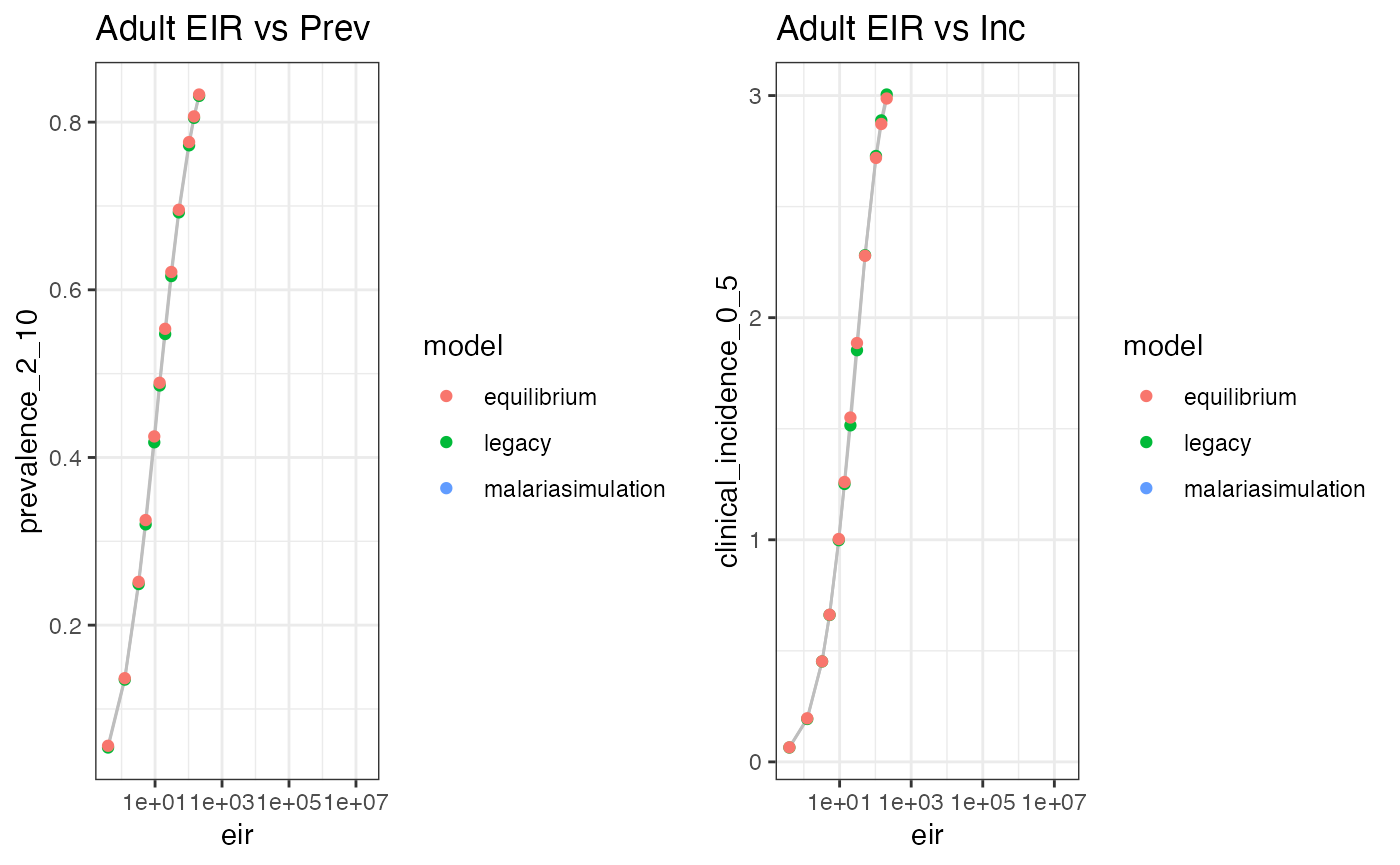 Adult EIR vs Prev
prevalence_2_10
0.8
0.6
0.4
0.2
1e+01 1e+03 1e+05 1e+07
eir
model
equilibrium
legacy
malariasimulation
Adult EIR vs Inc
clinical_incidence_0_5
3
2
1
0
1e+01 1e+03 1e+05 1e+07
eir
model
equilibrium
legacy
malariasimulation